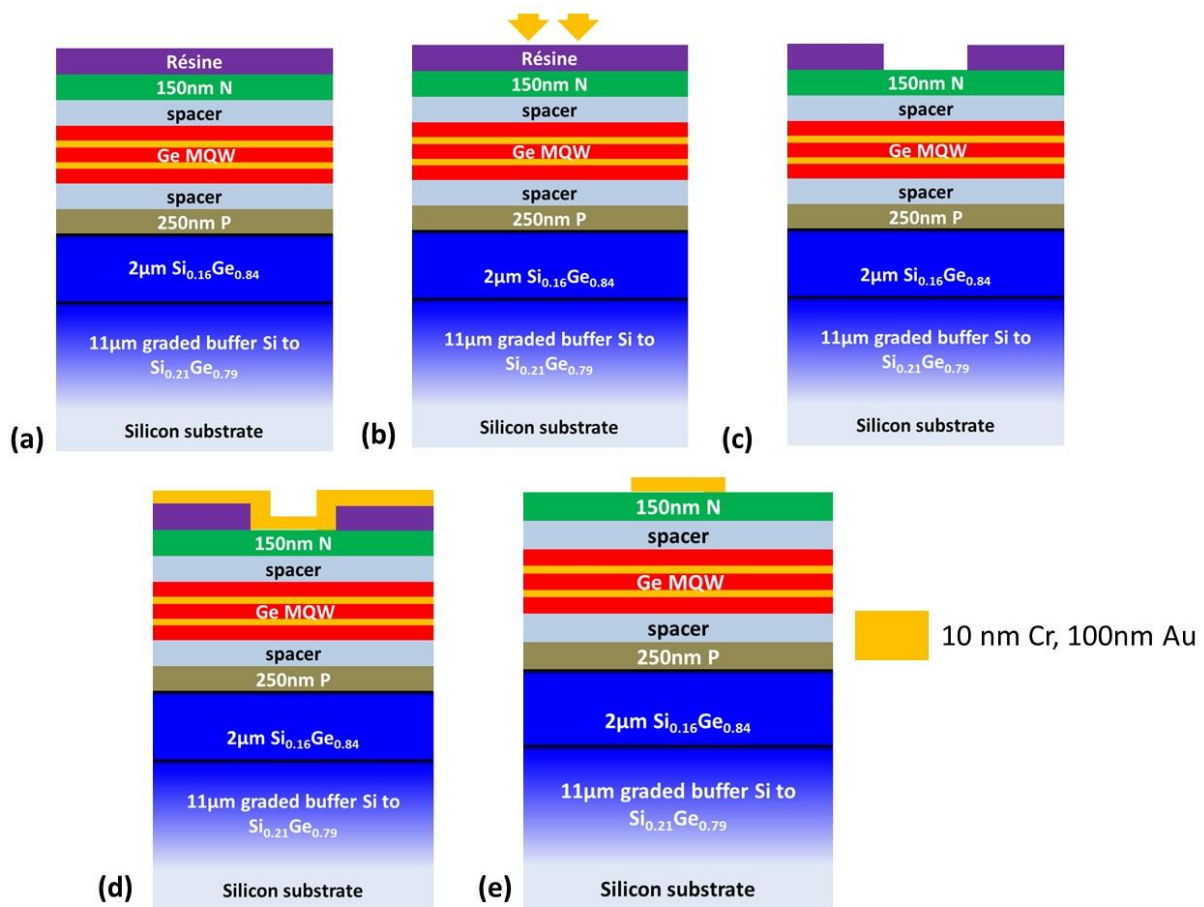 Résine
150nm N
spacer
Ge MQW
spacer
250nm P
2µm Si0.16Ge0.84
11µm graded buffer Si to
Si0.21Ge0.79
Silicon substrate
(a)
Résine
150nm N
spacer
Ge MQW
spacer
250nm P
2µm Si0.16Ge0.84
11µm graded buffer Si to
Si0.21Ge0.79
Silicon substrate
(b)
150nm N
spacer
Ge MQW
spacer
250nm P
2µm Si0.16Ge0.84
11µm graded buffer Si to
Si0.21Ge0.79
Silicon substrate
(c)
150nm N
spacer
Ge MQW
spacer
250nm P
2µm Si0.16Ge0.84
11µm graded buffer Si to
Si0.21Ge0.79
Silicon substrate
(d)
150nm N
spacer
Ge MQW
spacer
250nm P
2µm Si0.16Ge0.84
11µm graded buffer Si to
Si0.21Ge0.79
Silicon substrate
(e)
10 nm Cr, 100nm Au